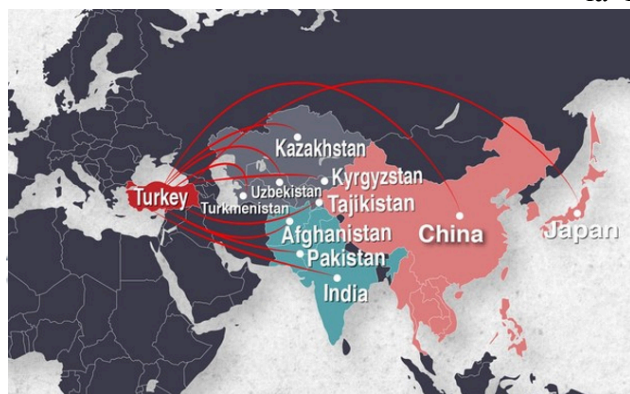 Kazakhstan
Turkey
Uzbekistan
Kyrgyzstan
Turkmenistan
Tajikistan
Afghanistan
China
Japan
Pakistan
India